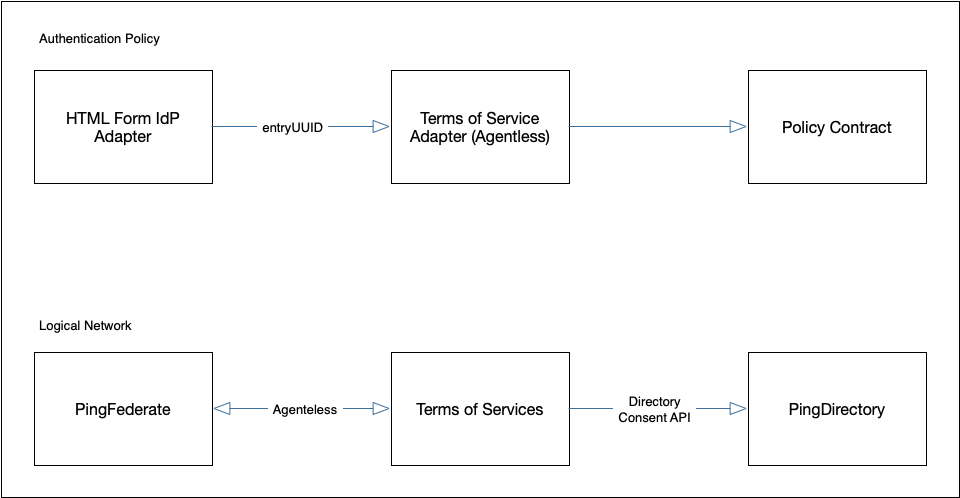 Authentication Policy
HTML Form IdP
Adapter
entryUUID
Terms of Service
Adapter (Agentless)
Policy Contract
Logical Network
PingFederate
Agenteless
Terms of Services
Directory
Consent API
PingDirectory